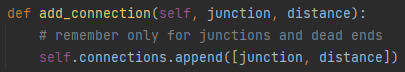 def add_connection(self, junction, distance):
    # remember only for junctions and dead ends
    self.connections.append([junction, distance])